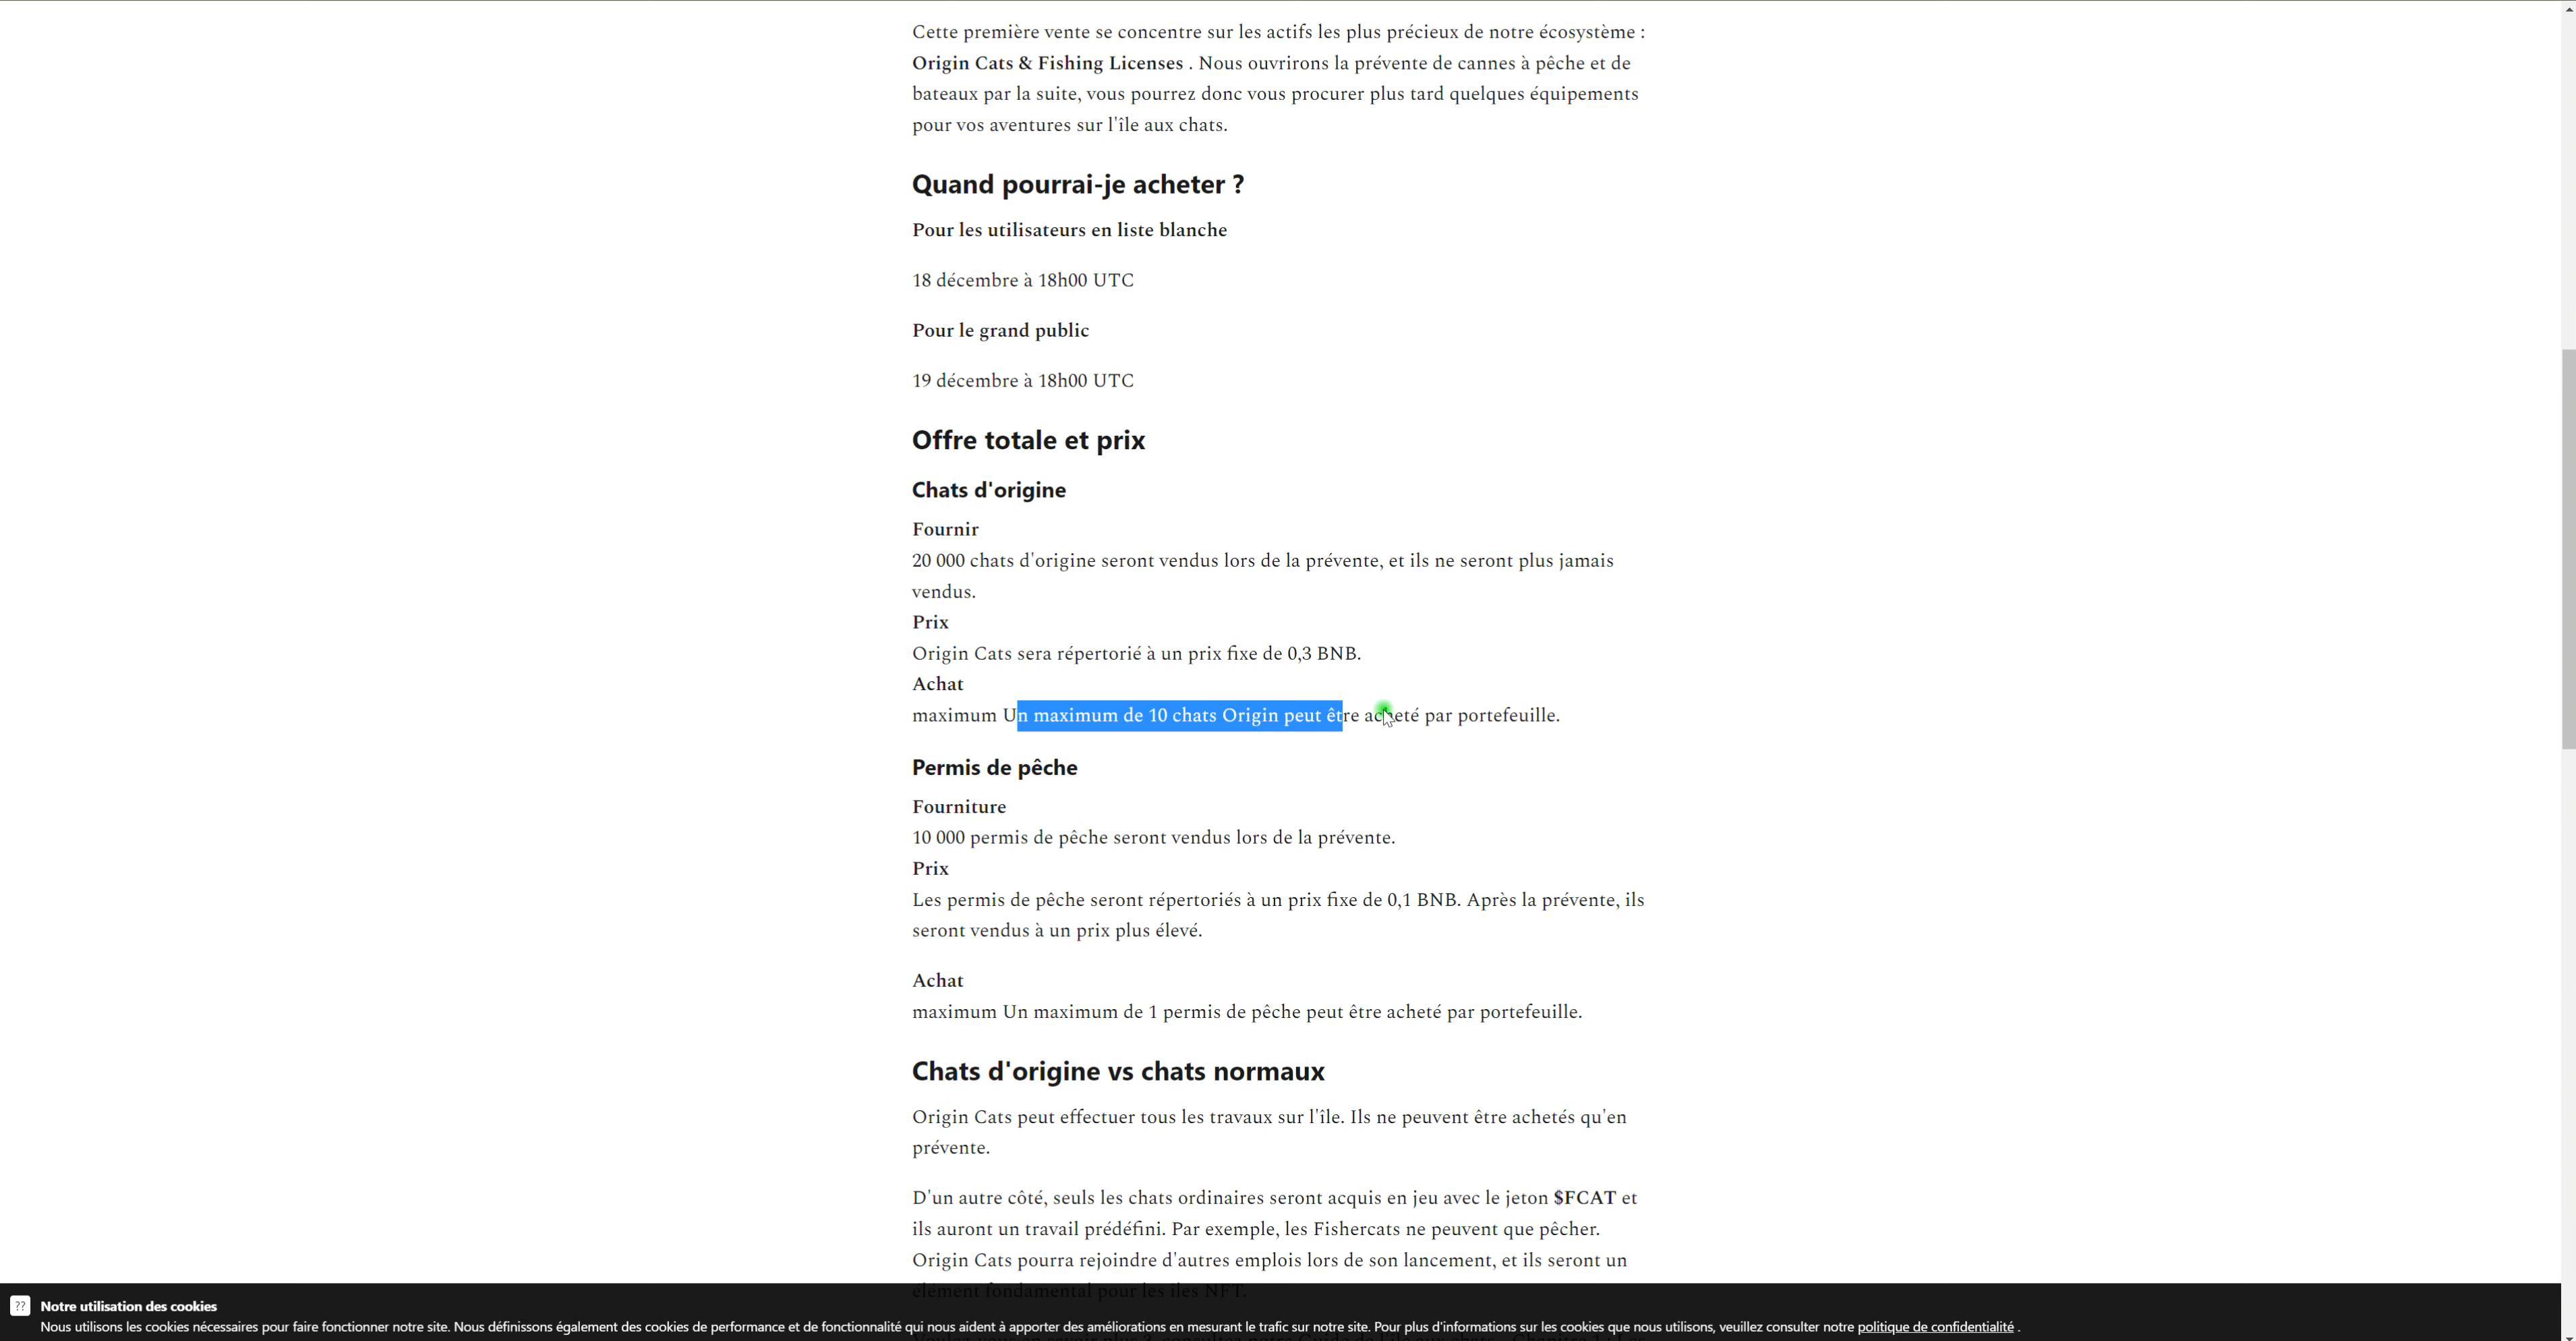 Cette première vente se concentre sur les actifs les plus précieux de notre écosystème :
Origin Cats & Fishing Licenses . Nous ouvrirons la prévente de cannes à pêche et de
bateaux par la suite, vous pourrez donc vous procurer plus tard quelques équipements
pour vos aventures sur l'île aux chats.
Quand pourrai-je acheter ?
Pour les utilisateurs en liste blanche
18 décembre à 18h00 UTC
Pour le grand public
19 décembre à 18h00 UTC
Offre totale et prix
Chats d'origine
Fournir
20 000 chats d'origine seront vendus lors de la prévente, et ils ne seront plus jamais
vendus.
Prix
Origin Cats sera répertorié à un prix fixe de 0,3 BNB.
Achat
maximum Un maximum de 10 chats Origin peut être acheté par portefeuille.
Permis de pêche
Fourniture
10 000 permis de pêche seront vendus lors de la prévente.
Prix
Les permis de pêche seront répertoriés à un prix fixe de 0,1 BNB. Après la prévente, ils
seront vendus à un prix plus élevé.
Achat
maximum Un maximum de 1 permis de pêche peut être acheté par portefeuille.
Chats d'origine vs chats normaux
Origin Cats peut effectuer tous les travaux sur l'île. Ils ne peuvent être achetés qu'en
prévente.
D'un autre côté, seuls les chats ordinaires seront acquis en jeu avec le jeton $FCAT et
ils auront un travail prédéfini. Par exemple, les Fishercats ne peuvent que pêcher.
Origin Cats pourra rejoindre d'autres emplois lors de son lancement, et ils seront un
élément fondamental pour les îles NFT.
?? Notre utilisation des cookies
Nous utilisons les cookies nécessaires pour faire fonctionner notre site. Nous définissons également des cookies de performance et de fonctionnalité qui nous aident à apporter des améliorations en mesurant le trafic sur notre site. Pour plus d'informations sur les cookies que nous utilisons, veuillez consulter notre politique de confidentialité .